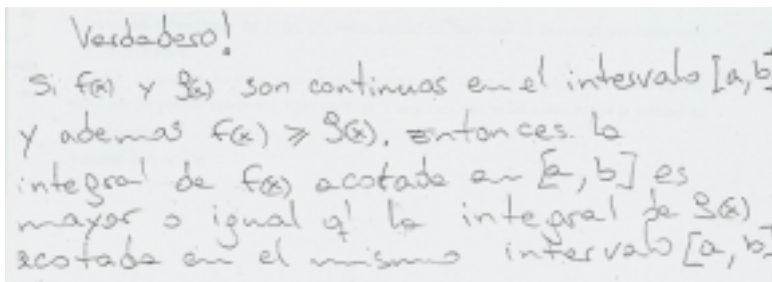 Verdadero!
Si f(x) y g(x) son continuas en el intervalo [a,b]
y ademas f(x) ≥ g(x), entonces la
integral de f(x) acotada en [a,b] es
mayor o igual q' la integral de g(x)
acotada en el mismo intervalo [a,b]